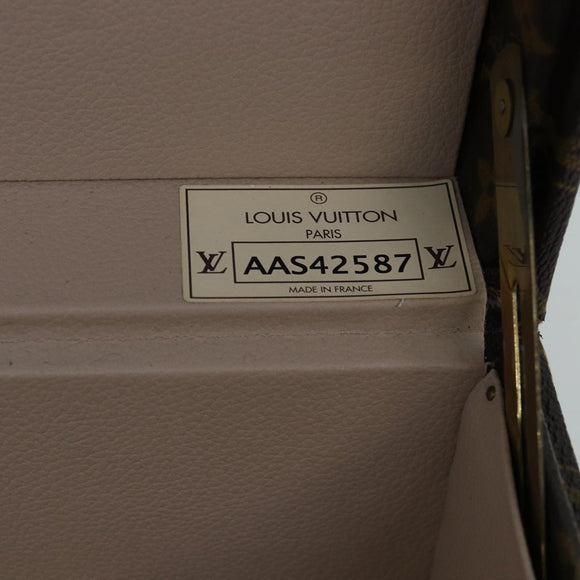 ®
LOUIS VUITTON
PARIS
LV AAS42587 LV
MADE IN FRANCE